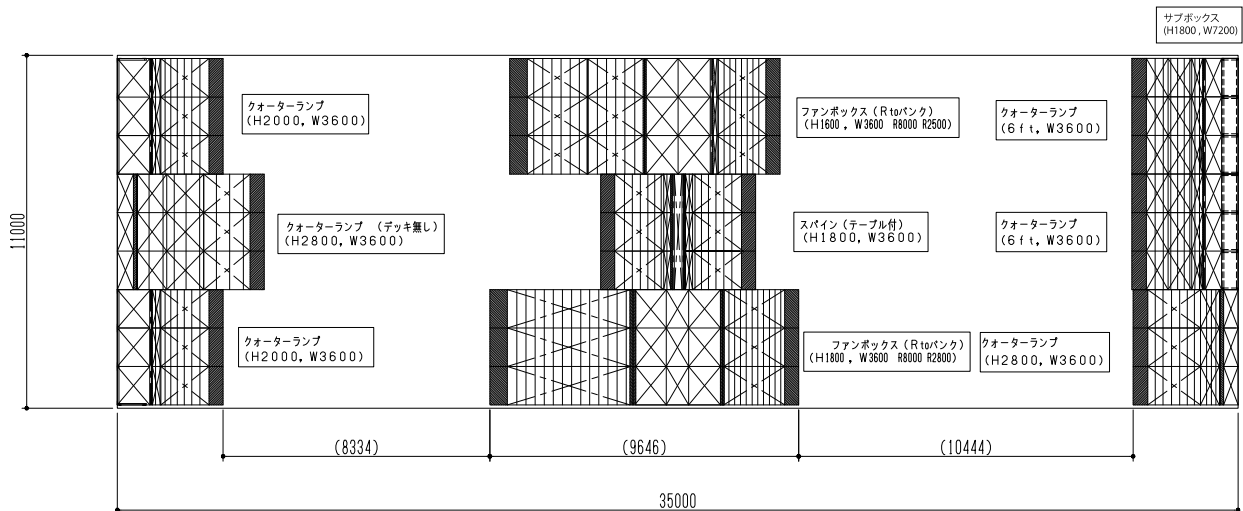 サブボックス
(H1800 , W7200)
クォーターランプ
(H2000, W3600)
ファンボックス (Rtoバンク)
(H1600 , W3600 R8000 R2500)
クォーターランプ
(6ft, W3600)
クォーターランプ (デッキ無し)
(H2800, W3600)
スパイン (テーブル付)
(H1800, W3600)
クォーターランプ
(6ft, W3600)
クォーターランプ
(H2000, W3600)
ファンボックス (Rtoバンク)
(H1800 , W3600 R8000 R2800)
クォーターランプ
(H2800, W3600)
11000
(8334)
(9646)
(10444)
35000